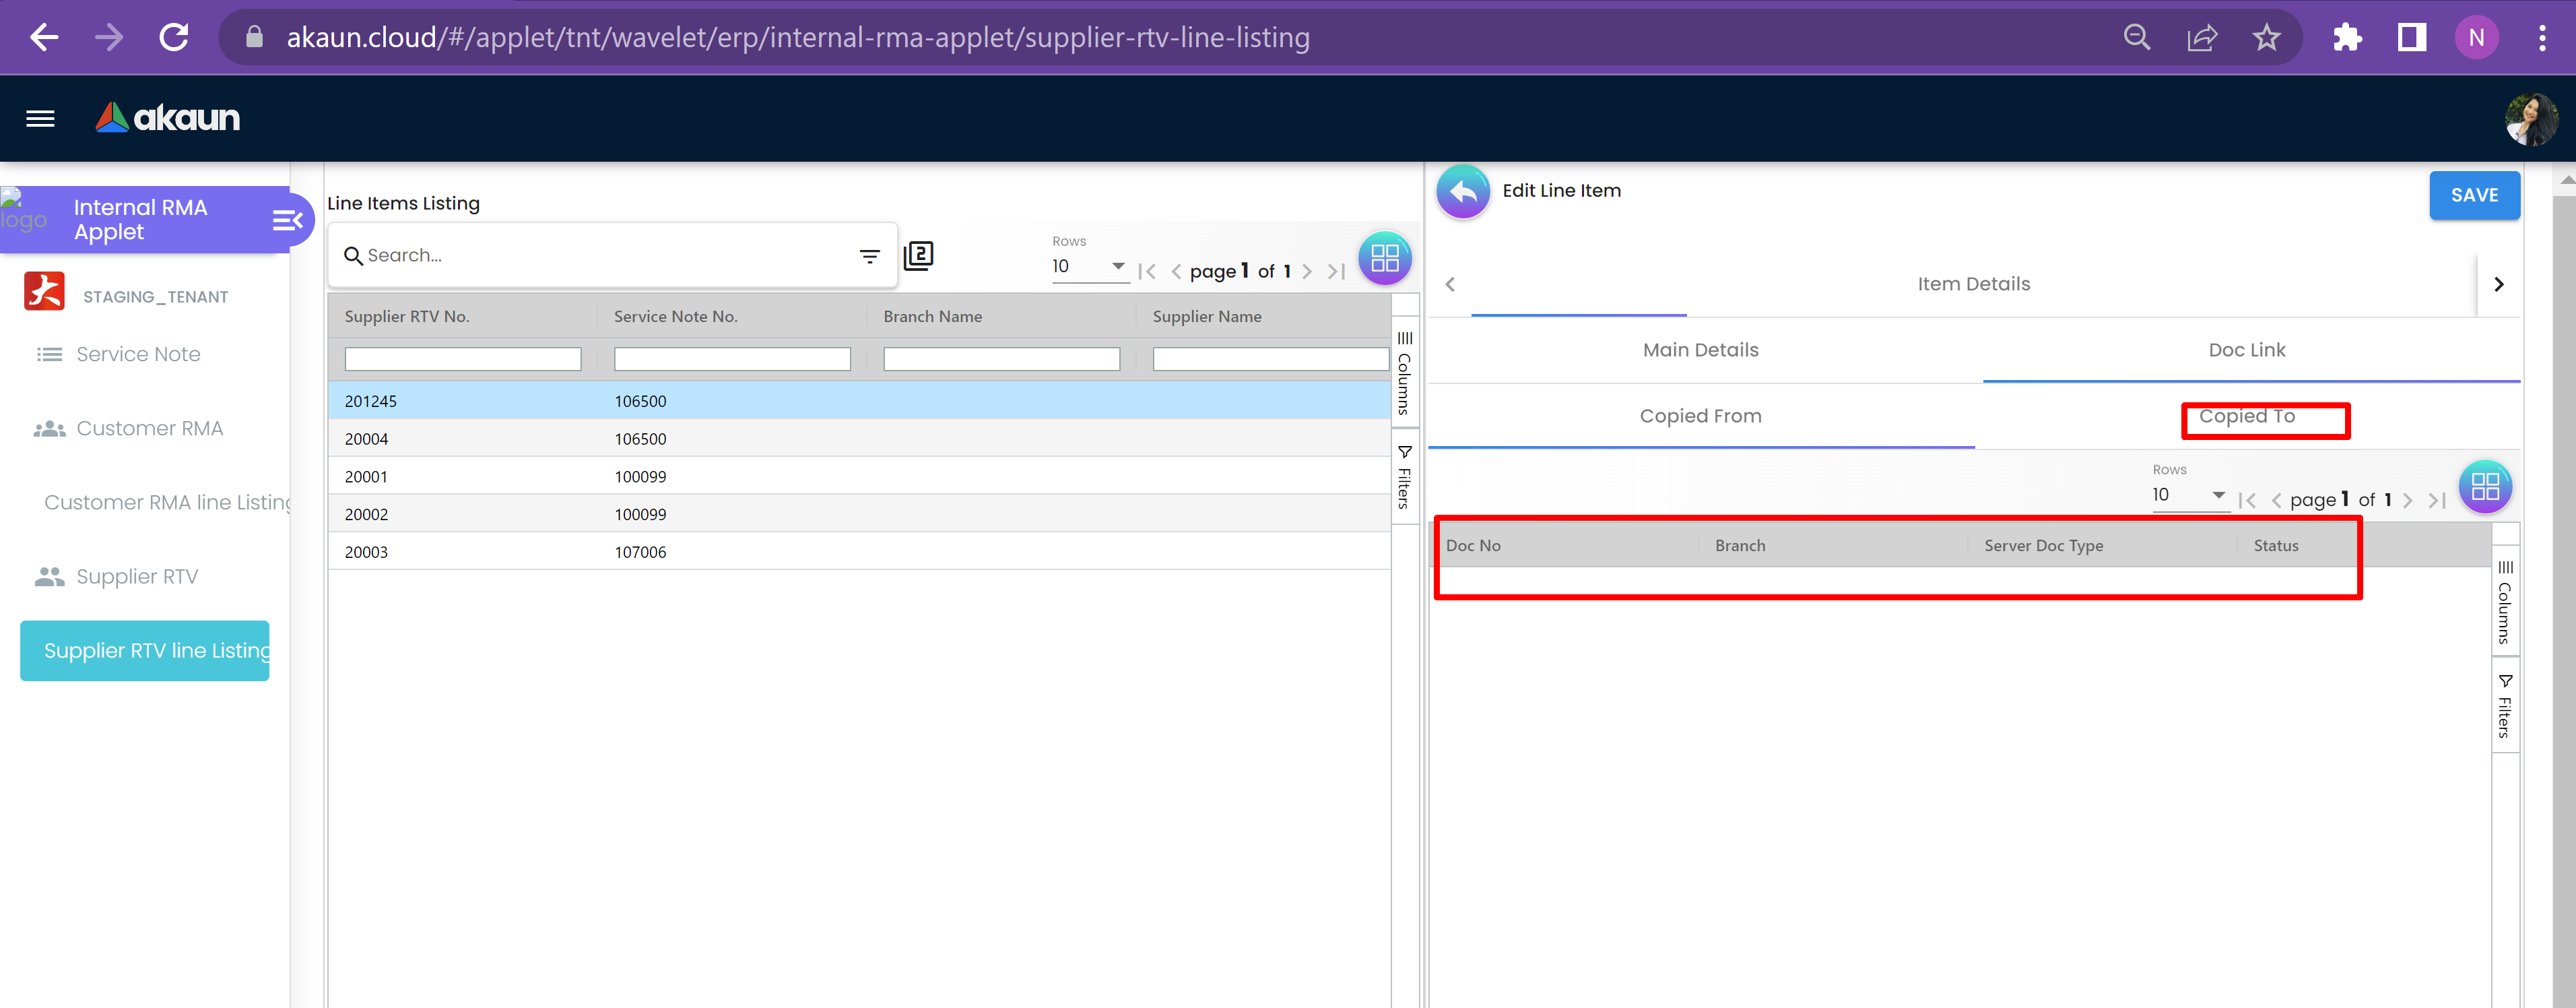 akaun.cloud/#/applet/tnt/wavelet/erp/internal-rma-applet/supplier-rtv-line-listing
N
akaun
logo
Internal RMA
Applet
STAGING_TENANT
Service Note
Customer RMA
Customer RMA line Listing
Supplier RTV
Supplier RTV line Listing
Line Items Listing
Search...
2
Rows
10
page 1 of 1
Supplier RTV No. Service Note No. Branch Name Supplier Name
201245 106500
20004 106500
20001 100099
20002 100099
20003 107006
Columns
Filters
Edit Line Item
SAVE
Item Details
Main Details Doc Link
Copied From Copied To
Rows
10
page 1 of 1
Doc No Branch Server Doc Type Status
Columns
Filters